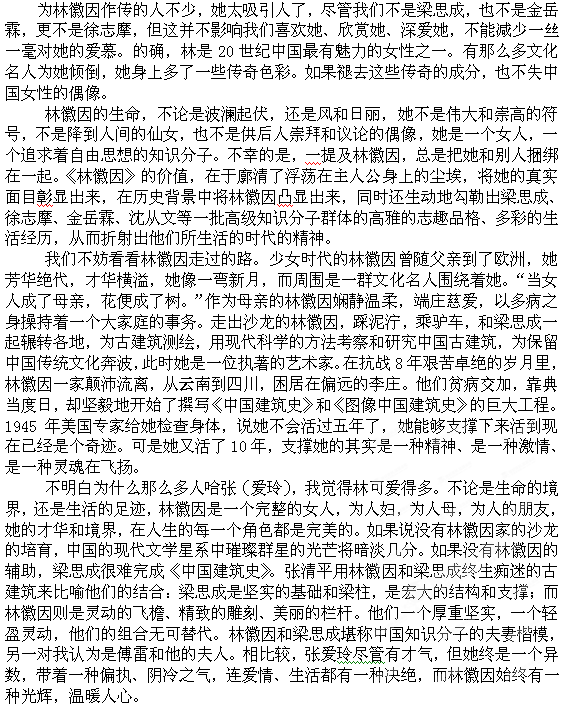 为林徽因作传的人不少，她太吸引人了，尽管我们不是梁思成，也不是金岳
霖，更不是徐志摩，但这并不影响我们喜欢她、欣赏她、深爱她，不能减少一丝
一毫对她的爱慕。的确，林是 20 世纪中国最有魅力的女性之一。有那么多文化
名人为她倾倒，她身上多了一些传奇色彩。如果褪去这些传奇的成分，也不失中
国女性的偶像。
林徽因的生命，不论是波澜起伏，还是风和日丽，她不是伟大和崇高的符
号，不是降到人间的仙女，也不是供后人崇拜和议论的偶像，她是一个女人，一
个追求着自由思想的知识分子。不幸的是，一提及林徽因，总是把她和别人捆绑
在一起。《林徽因》的价值，在于廓清了浮荡在主人公身上的尘埃，将她的真实
面目彰显出来，在历史背景中将林徽因凸显出来，同时还生动地勾勒出梁思成、
徐志摩、金岳霖、沈从文等一批高级知识分子群体的高雅的志趣品格、多彩的生
活经历，从而折射出他们所生活的时代的精神。
我们不妨看看林徽因走过的路。少女时代的林徽因曾随父亲到了欧洲，她
芳华绝代，才华横溢，她像一弯新月，而周围是一群文化名人围绕着她。“当女
人成了母亲，花便成了树。”作为母亲的林徽因娴静温柔，端庄慈爱，以多病之
身操持着一个大家庭的事务。走出沙龙的林徽因，踩泥泞，乘驴车，和梁思成一
起辗转各地，为古建筑测绘，用现代科学的方法考察和研究中国古建筑，为保留
中国传统文化奔波，此时她是一位执著的艺术家。在抗战 8 年艰苦卓绝的岁月里，
林徽因一家颠沛流离，从云南到四川，困居在偏远的李庄。他们贫病交加，靠典
当度日，却坚毅地开始了撰写《中国建筑史》和《图像中国建筑史》的巨大工程。
1945 年美国专家给她检查身体，说她不会活过五年了，她能够支撑下来活到现
在已经是个奇迹。可是她又活了 10 年，支撑她的其实是一种精神、是一种激情、
是一种灵魂在飞扬。
不明白为什么那么多人哈张（爱玲），我觉得林可爱得多。不论是生命的境
界，还是生活的足迹，林徽因是一个完整的女人，为人妇，为人母，为人的朋友，
她的才华和境界，在人生的每一个角色都是完美的。如果说没有林徽因家的沙龙
的培育，中国的现代文学星系中璀璨群星的光芒将暗淡几分。如果没有林徽因的
辅助，梁思成很难完成《中国建筑史》。张清平用林徽因和梁思成终生痴迷的古
建筑来比喻他们的结合：梁思成是坚实的基础和梁柱，是宏大的结构和支撑；而
林徽因则是灵动的飞檐、精致的雕刻、美丽的栏杆。他们一个厚重坚实，一个轻
盈灵动，他们的组合无可替代。林徽因和梁思成堪称中国知识分子的夫妻楷模，
另一对我认为是傅雷和他的夫人。相比较，张爱玲尽管有才气，但她终是一个异
数，带着一种偏执、阴冷之气，连爱情、生活都有一种决绝，而林徽因始终有一
种光辉，温暖人心。